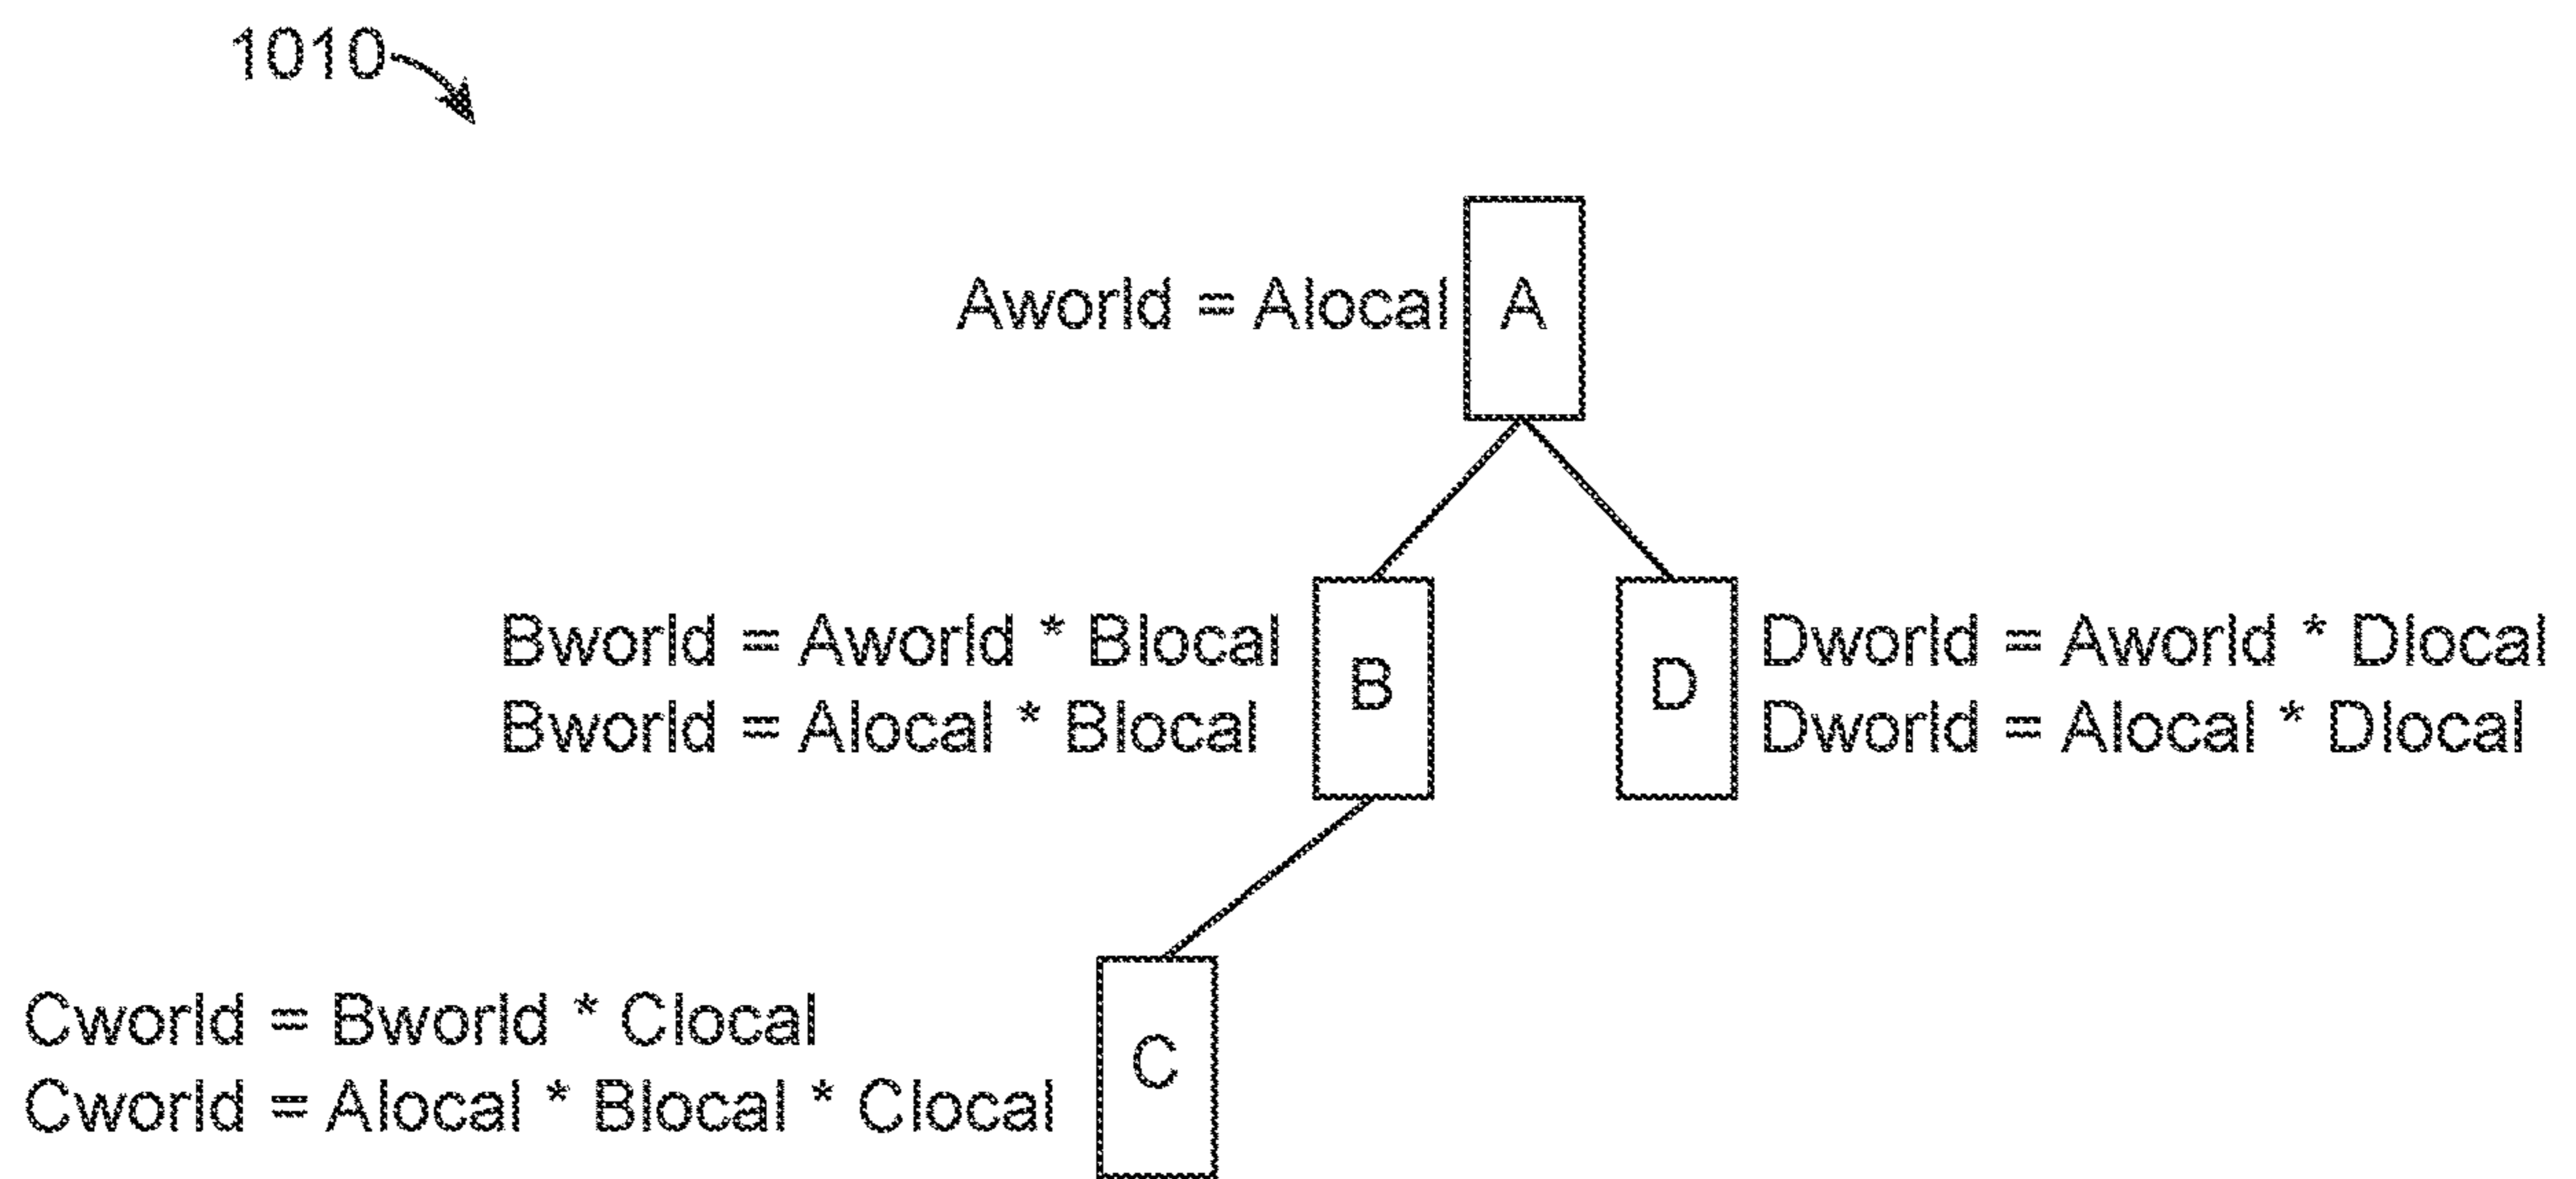 1010
Aworld = Alocal
A
Bworld = Aworld * Blocal
Bworld = Alocal * Blocal
B
D
Dworld = Aworld * Dlocal
Dworld = Alocal * Dlocal
Cworld = Bworld * Clocal
Cworld = Alocal * Blocal * Clocal
C